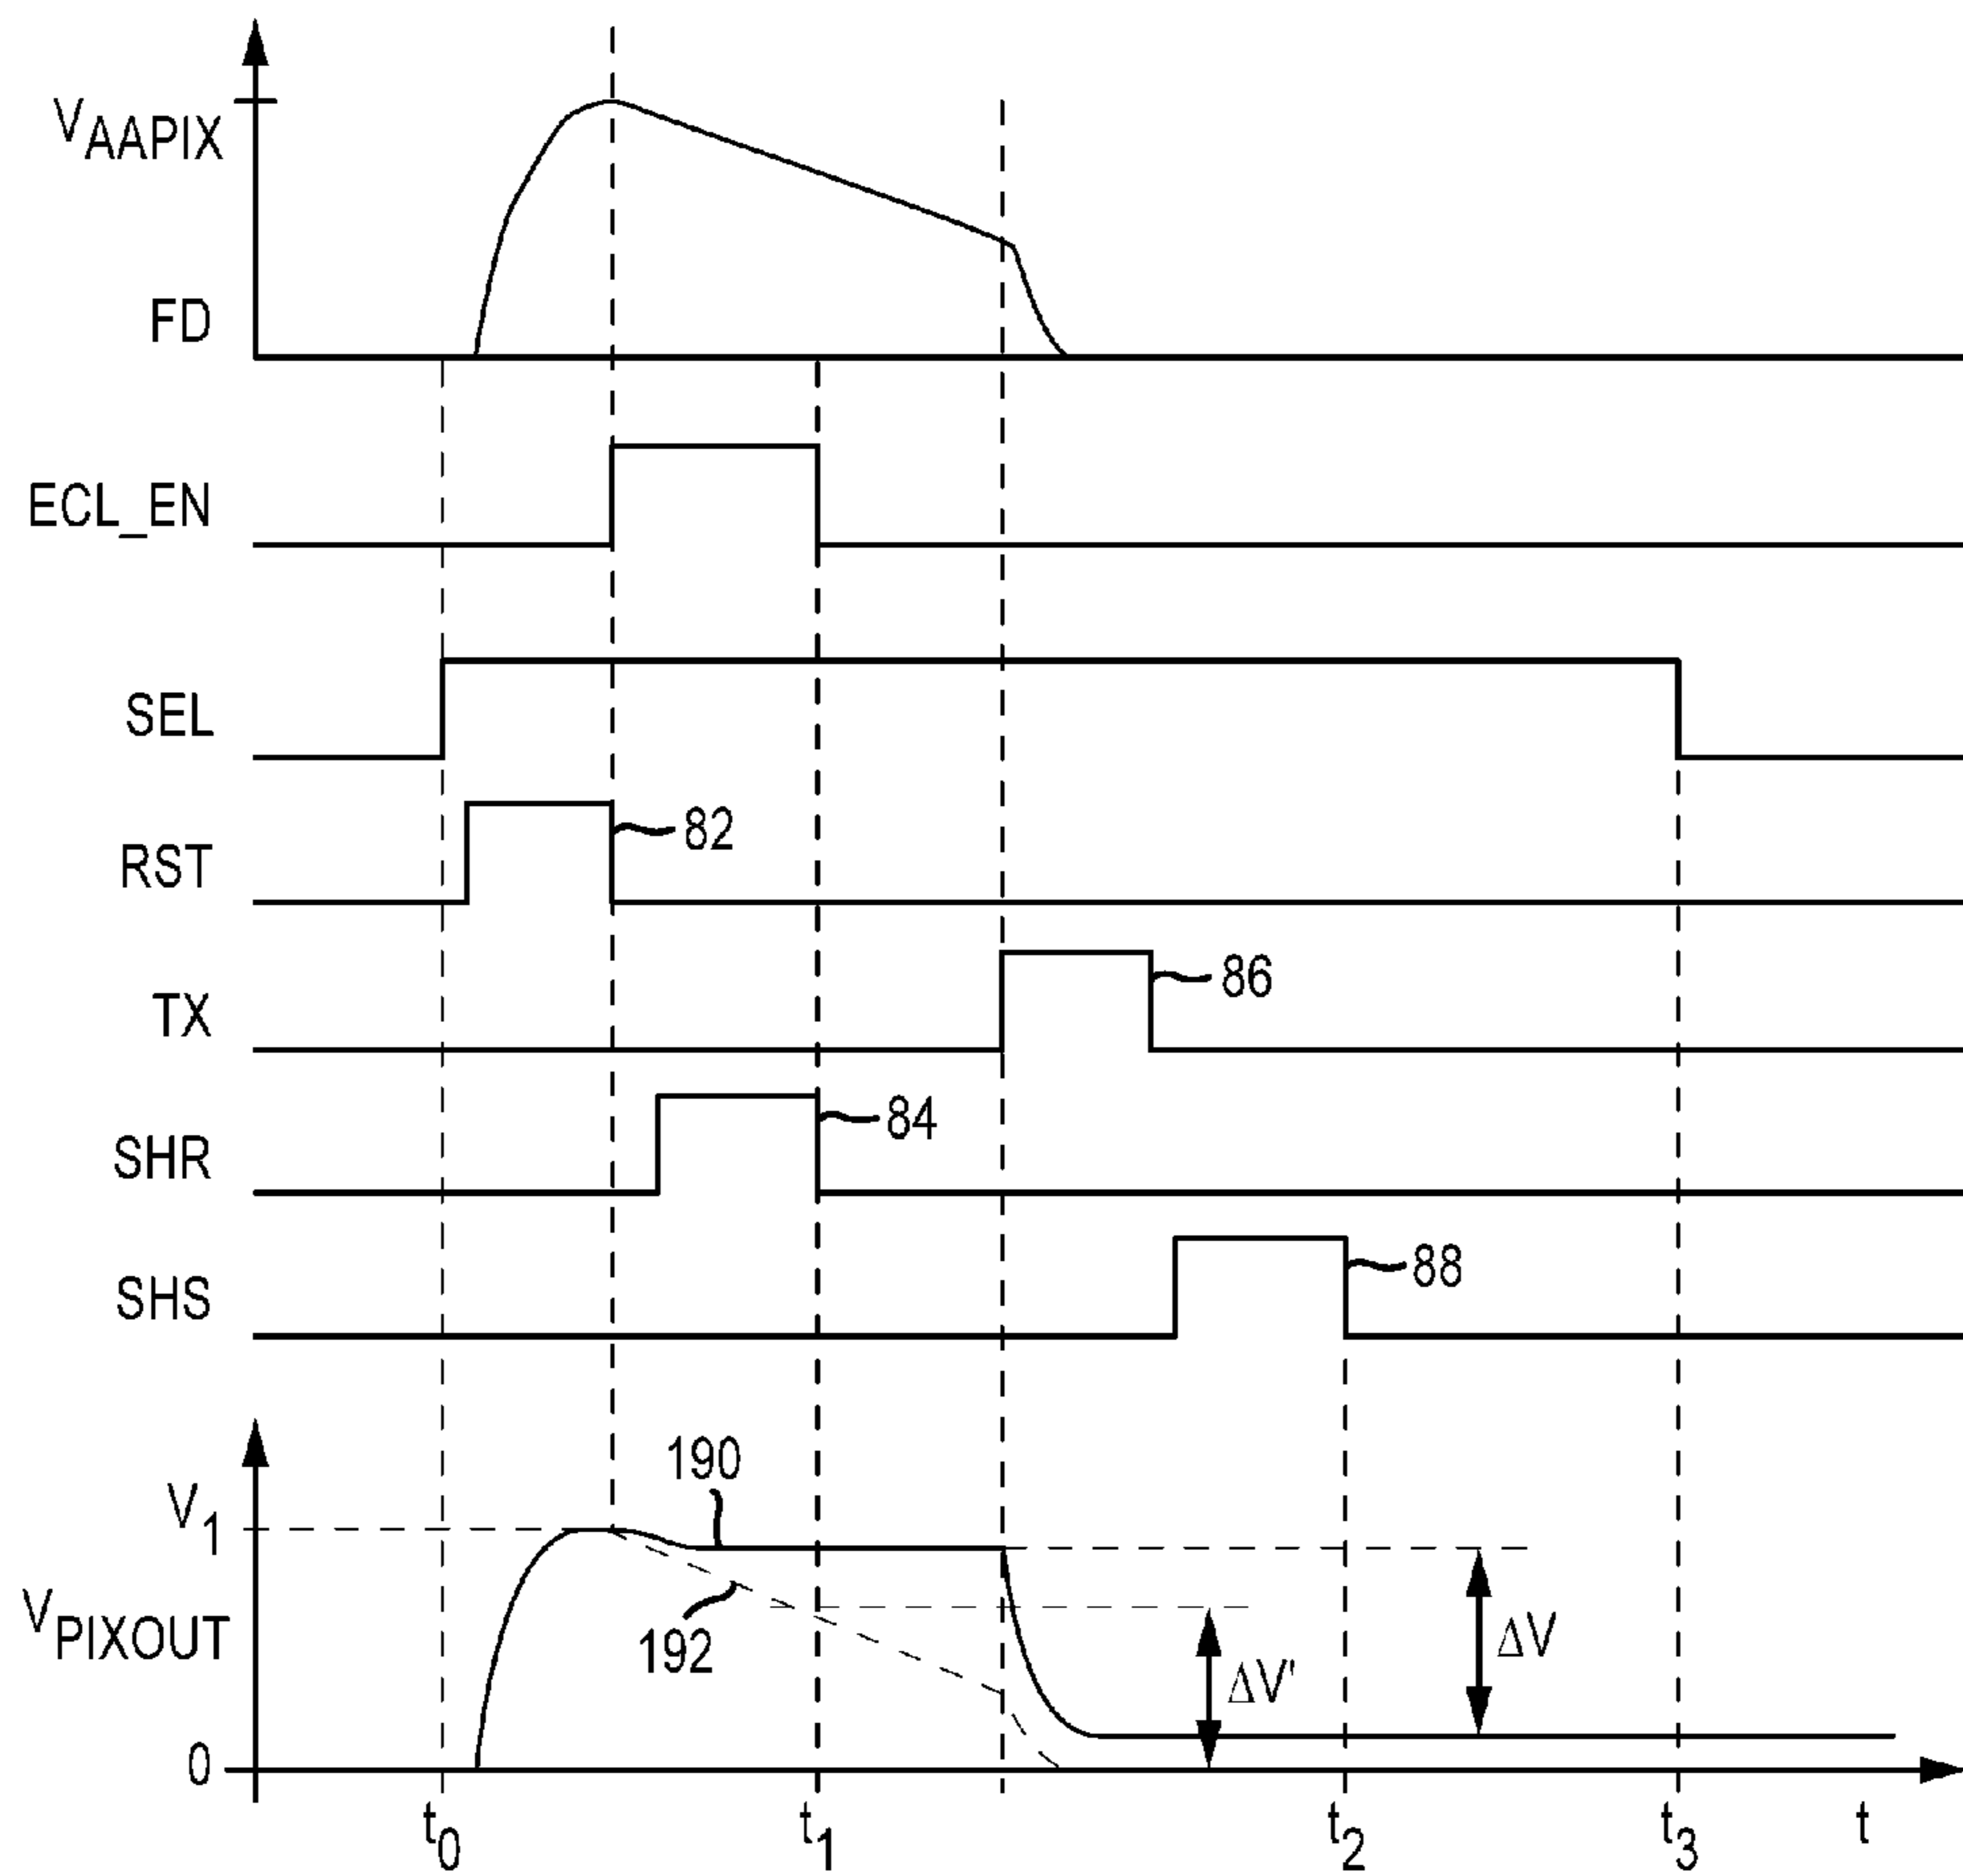 VAAPIX
FD
ECL_EN
SEL
RST
82
TX
86
SHR
84
SHS
88
V1
190
VPIXOUT
192
ΔV'
ΔV
0
t0
t1
t2
t3
t